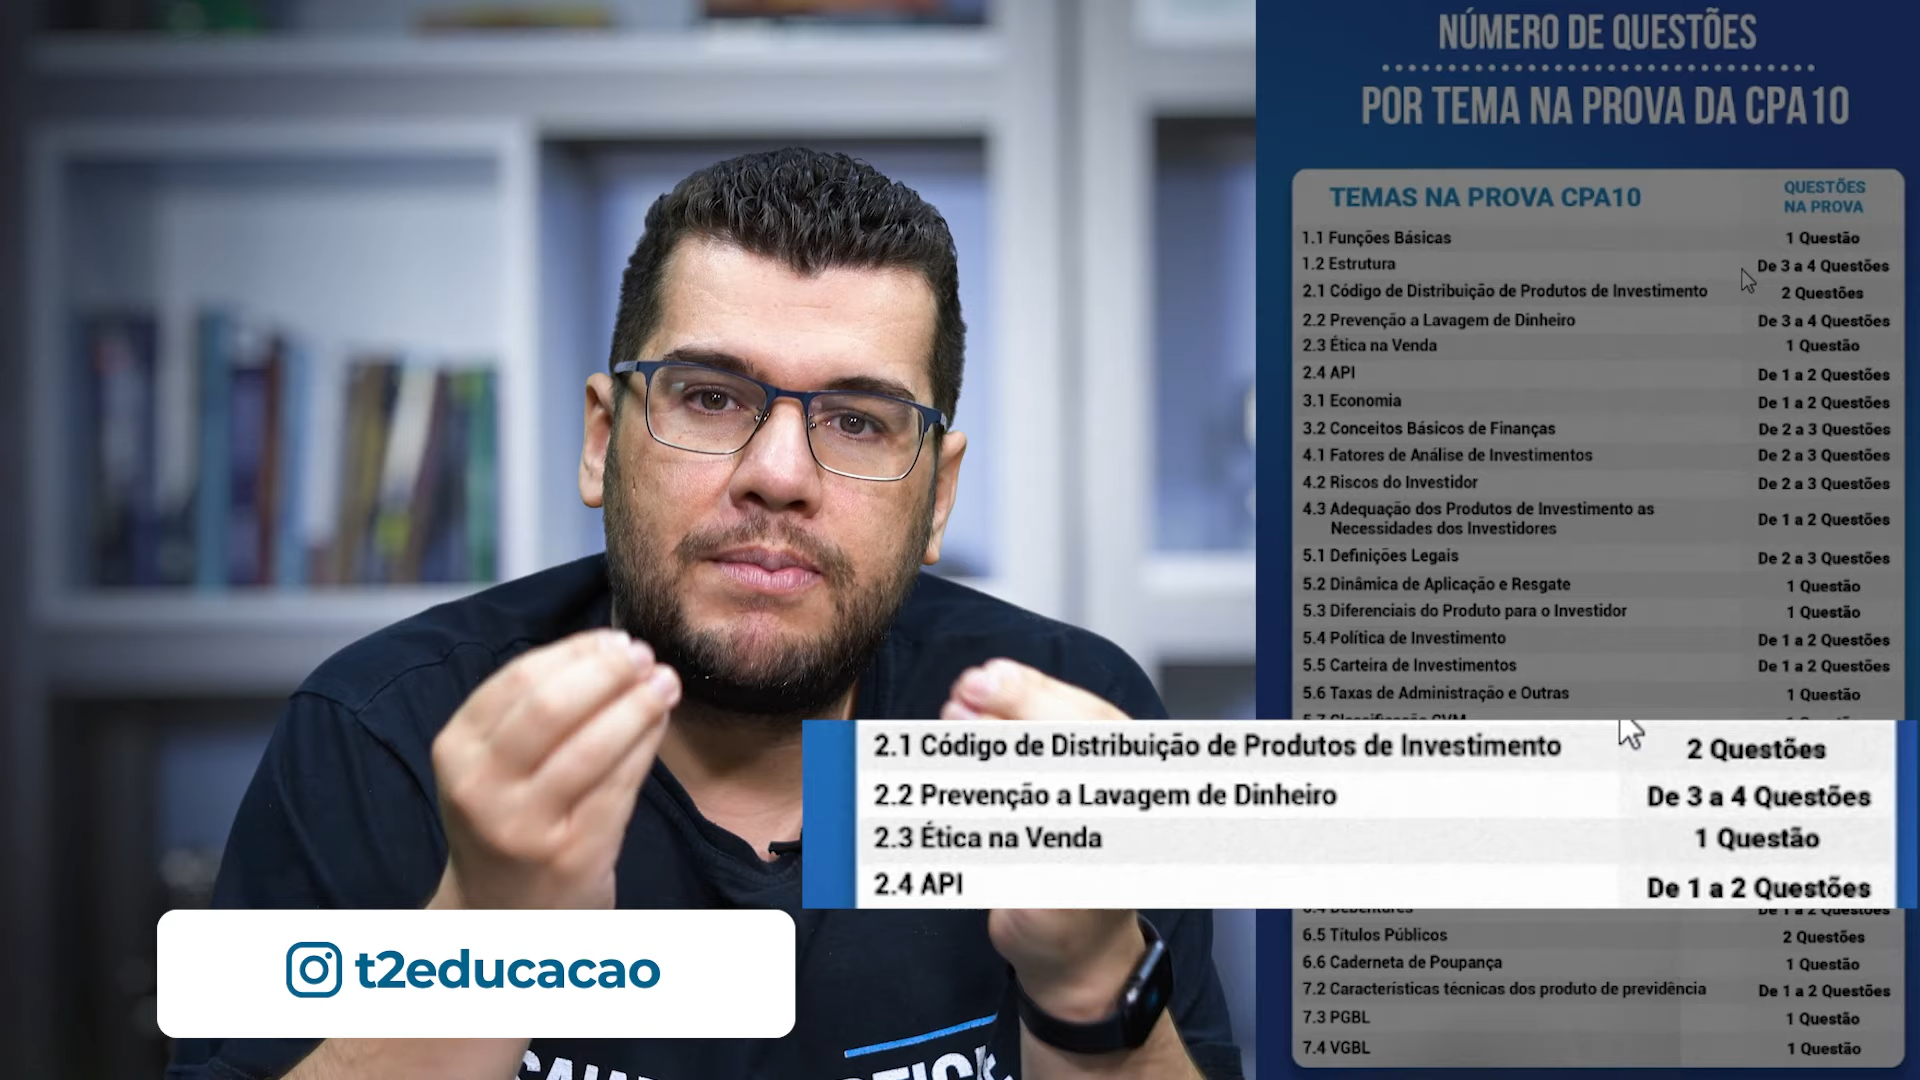 NÚMERO DE QUESTÕES
POR TEMA NA PROVA DA CPA10
TEMAS NA PROVA CPA10
QUESTÕES
NA PROVA
1.1 Funções Básicas 1 Questão
1.2 Estrutura De 3 a 4 Questões
2.1 Código de Distribuição de Produtos de Investimento 2 Questões
2.2 Prevenção a Lavagem de Dinheiro De 3 a 4 Questões
2.3 Ética na Venda 1 Questão
2.4 API De 1 a 2 Questões
3.1 Economia De 1 a 2 Questões
3.2 Conceitos Básicos de Finanças De 2 a 3 Questões
4.1 Fatores de Análise de Investimentos De 2 a 3 Questões
4.2 Riscos do Investidor De 2 a 3 Questões
4.3 Adequação dos Produtos de Investimento as
Necessidades dos Investidores De 1 a 2 Questões
5.1 Definições Legais De 2 a 3 Questões
5.2 Dinâmica de Aplicação e Resgate 1 Questão
5.3 Diferenciais do Produto para o Investidor 1 Questão
5.4 Política de Investimento De 1 a 2 Questões
5.5 Carteira de Investimentos De 1 a 2 Questões
5.6 Taxas de Administração e Outras 1 Questão
2.1 Código de Distribuição de Produtos de Investimento 2 Questões
2.2 Prevenção a Lavagem de Dinheiro De 3 a 4 Questões
2.3 Ética na Venda 1 Questão
2.4 API De 1 a 2 Questões
6.4 Debêntures De 1 a 2 Questões
6.5 Títulos Públicos 2 Questões
6.6 Caderneta de Poupança 1 Questão
7.2 Características técnicas dos produto de previdência De 1 a 2 Questões
7.3 PGBL 1 Questão
7.4 VGBL 1 Questão
t2educacao